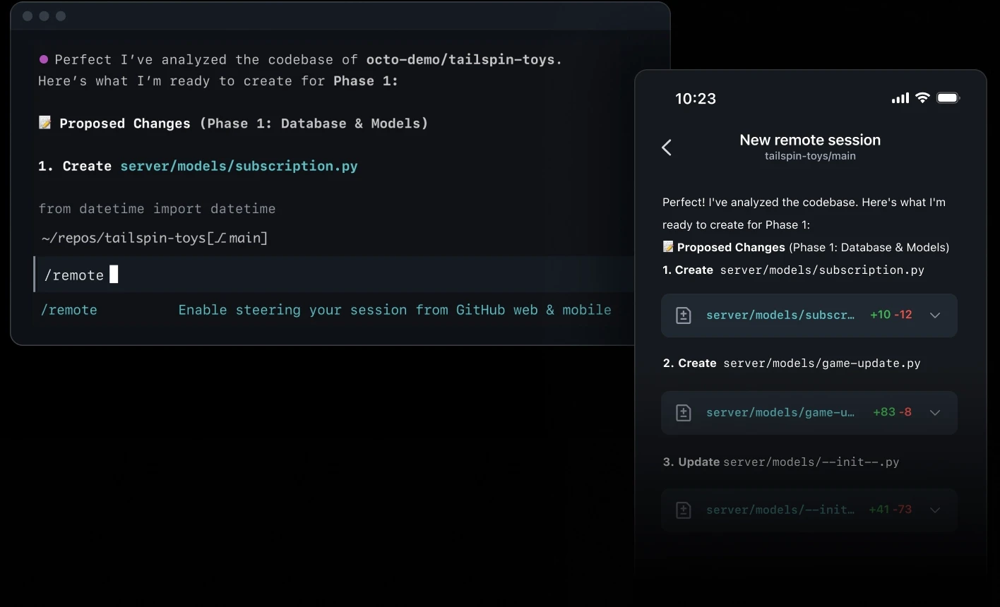 Perfect I’ve analyzed the codebase of octo-demo/tailspin-toys.
Here’s what I’m ready to create for Phase 1:
📝 Proposed Changes (Phase 1: Database & Models)
1. Create server/models/subscription.py
from datetime import datetime
~/repos/tailspin-toys[⎇ main]
/remote
/remote Enable steering your session from GitHub web & mobile
10:23
New remote session
tailspin-toys/main
Perfect! I've analyzed the codebase. Here's what I'm
ready to create for Phase 1:
📝 Proposed Changes (Phase 1: Database & Models)
1. Create server/models/subscription.py
server/models/subscr… +10 -12
2. Create server/models/game-update.py
server/models/game-u… +83 -8
3. Update server/models/--init--.py
server/models/--init… +41 -73